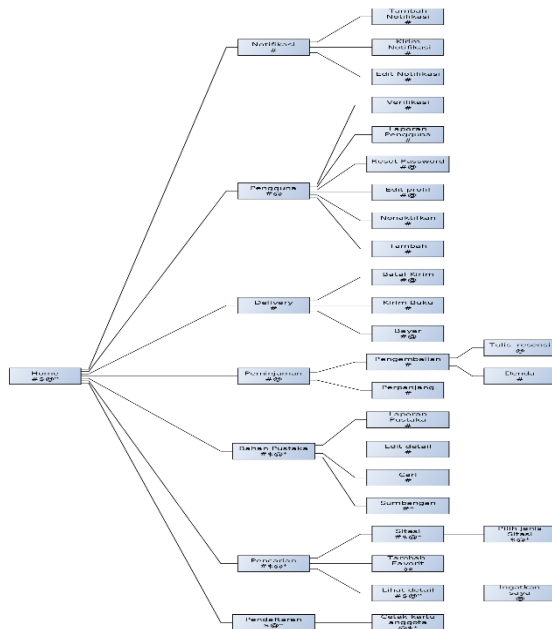 Tambah
Notifikasi
#
Notifikasi
#
Kirim
Notifikasi
#
Edit Notifikasi
#
Verifikasi
#
Laporan
Pengguna
#
Reset Password
#@
Pengguna
#@
Edit profil
#@
Nonaktifkan
#
Tambah
#
Batal Kirim
#@
Delivery
#
Kirim Buku
#
Bayar
#@
Home
#$@*
Peminjaman
#@
Pengembalian
#
Tulis resensi
@
Denda
#
Perpanjang
#
Bahan Pustaka
#$@*
Laporan
Pustaka
#
Edit detail
#
Cari
#
Sumbangan
#*
Pencarian
#$@*
Sitasi
#$@*
Pilih jenis
Sitasi
Tambah
Favorit
Lihat detail
#$@*
Ingatkan
saya
@
Pendaftaran
Cetak kartu
anggota